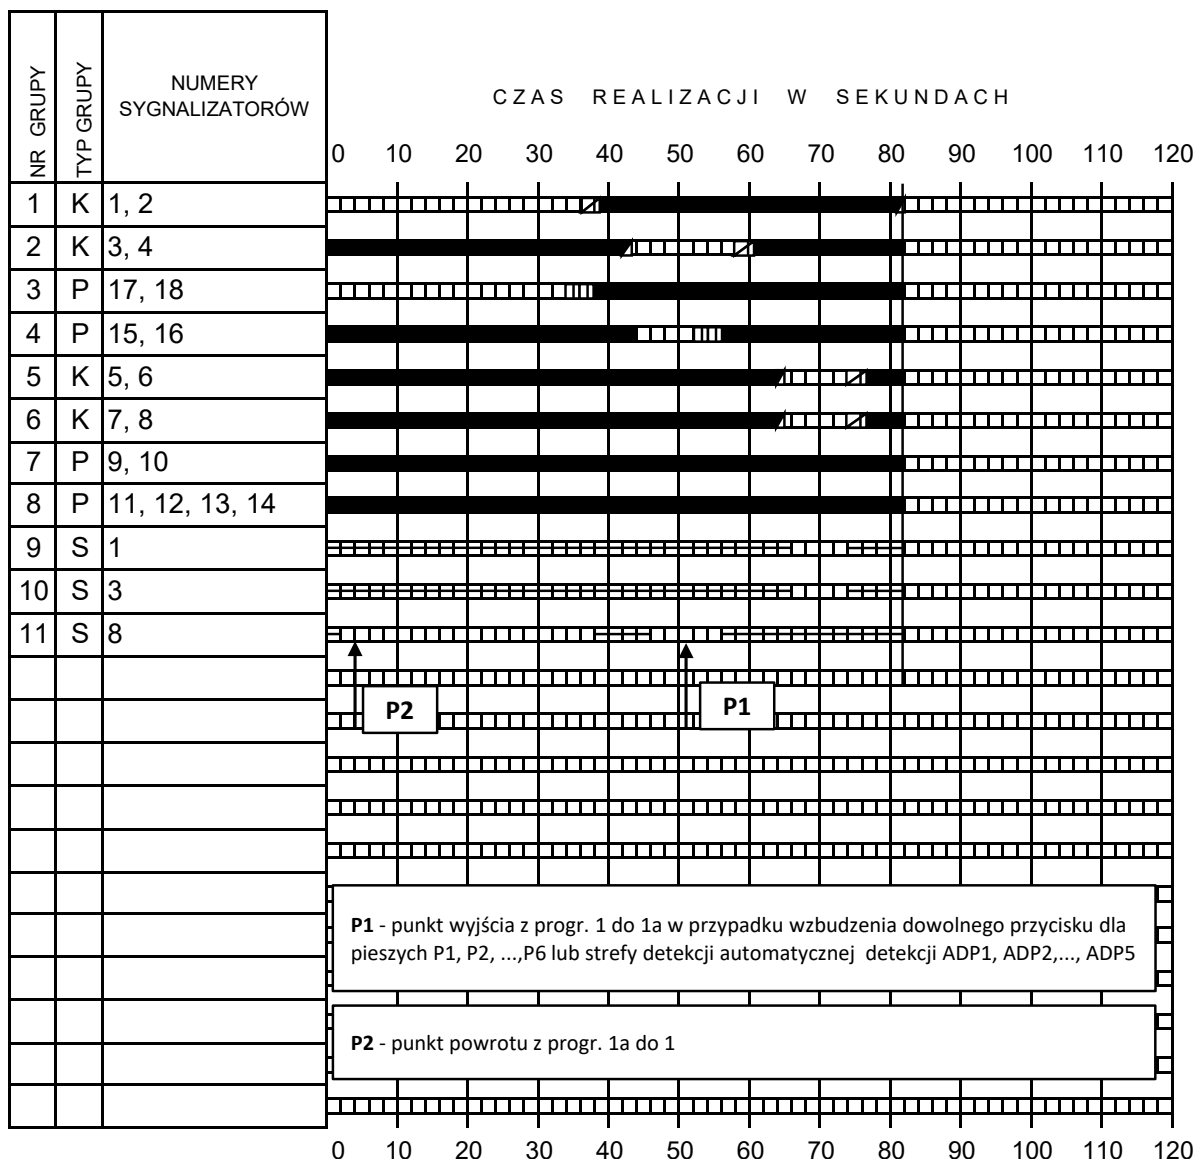 NR GRUPY
TYP GRUPY
NUMERY
SYGNALIZATORÓW
CZAS REALIZACJI W SEKUNDACH
0 10 20 30 40 50 60 70 80 90 100 110 120
1 K 1, 2
2 K 3, 4
3 P 17, 18
4 P 15, 16
5 K 5, 6
6 K 7, 8
7 P 9, 10
8 P 11, 12, 13, 14
9 S 1
10 S 3
11 S 8
P2 P1
P1 - punkt wyjścia z progr. 1 do 1a w przypadku wzbudzenia dowolnego przycisku dla
pieszych P1, P2, ...,P6 lub strefy detekcji automatycznej detekcji ADP1, ADP2,..., ADP5
P2 - punkt powrotu z progr. 1a do 1
0 10 20 30 40 50 60 70 80 90 100 110 120